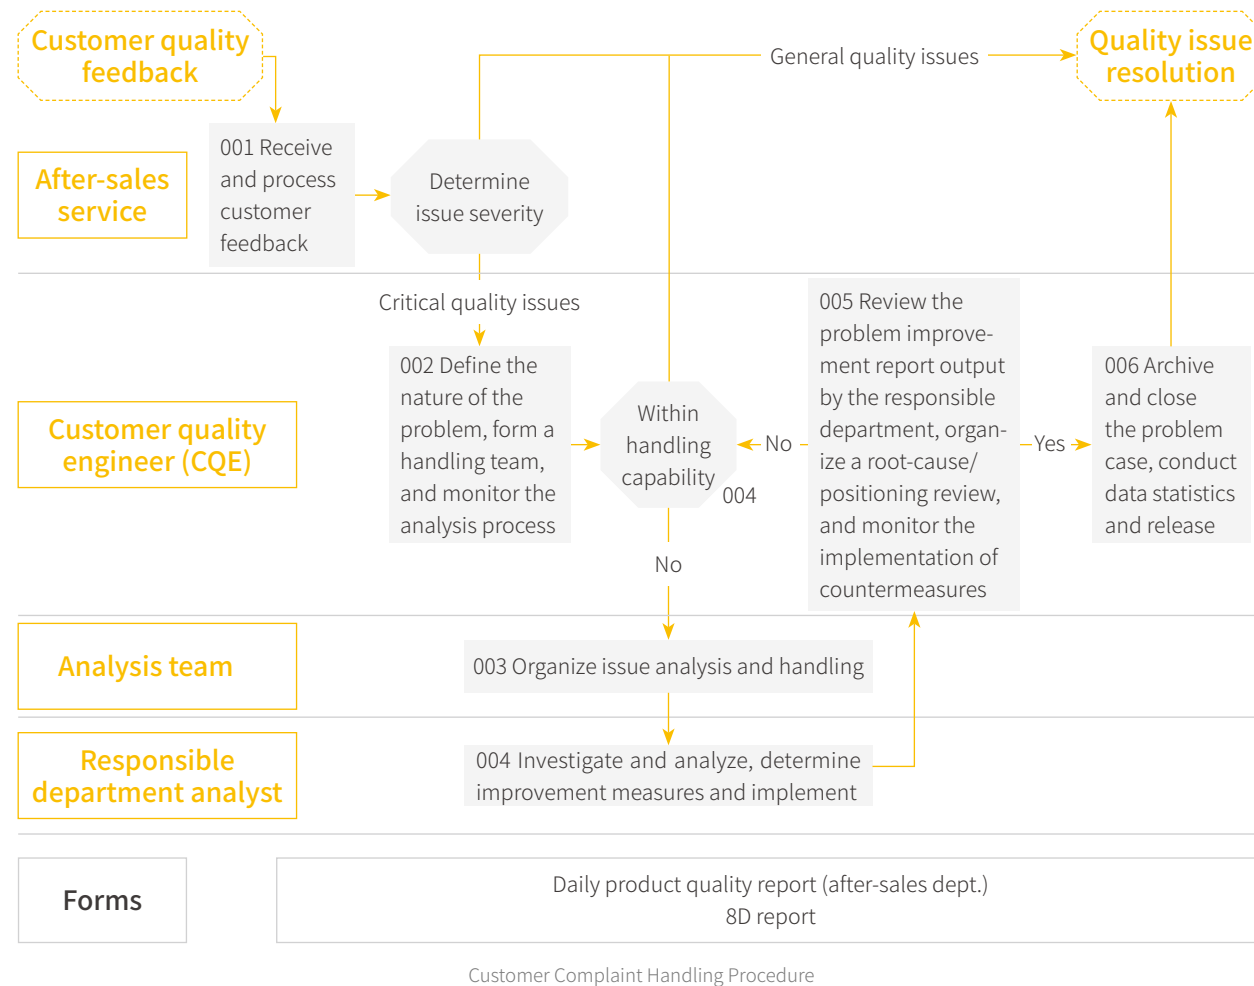 Customer quality
feedback
General quality issues
Quality issue
resolution
After-sales
service
001 Receive
and process
customer
feedback
Determine
issue severity
Critical quality issues
Customer quality
engineer (CQE)
002 Define the
nature of the
problem, form a
handling team,
and monitor the
analysis process
Within
handling
capability
004
No
No
005 Review the
problem improve-
ment report output
by the responsible
department, organ-
ize a root-cause/
positioning review,
and monitor the
implementation of
countermeasures
Yes
006 Archive
and close
the problem
case, conduct
data statistics
and release
Analysis team
003 Organize issue analysis and handling
Responsible
department analyst
004 Investigate and analyze, determine
improvement measures and implement
Forms
Daily product quality report (after-sales dept.)
8D report
Customer Complaint Handling Procedure